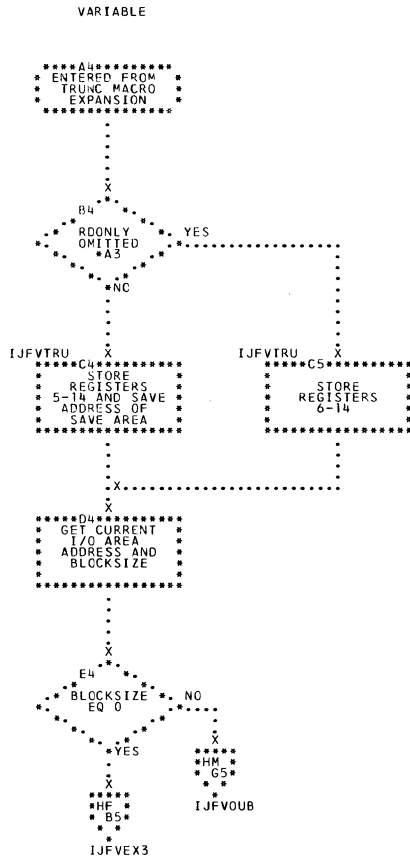 VARIABLE
A4
ENTERED FROM
TRUNC MACRO
EXPANSION
X
B4
RDONLY
OMITTED
*A3
YES
NO
IJFVTRU
X
C4
STORE
REGISTERS
5-14 AND SAVE
ADDRESS OF
SAVE AREA
IJFVTRU
X
C5
STORE
REGISTERS
6-14
X
X
D4
GET CURRENT
I/O AREA
ADDRESS AND
BLOCKSIZE
X
E4
BLOCKSIZE
EQ 0
NO
YES
X
HM
G5
IJFVOUB
X
HF
B5
IJFVEX3